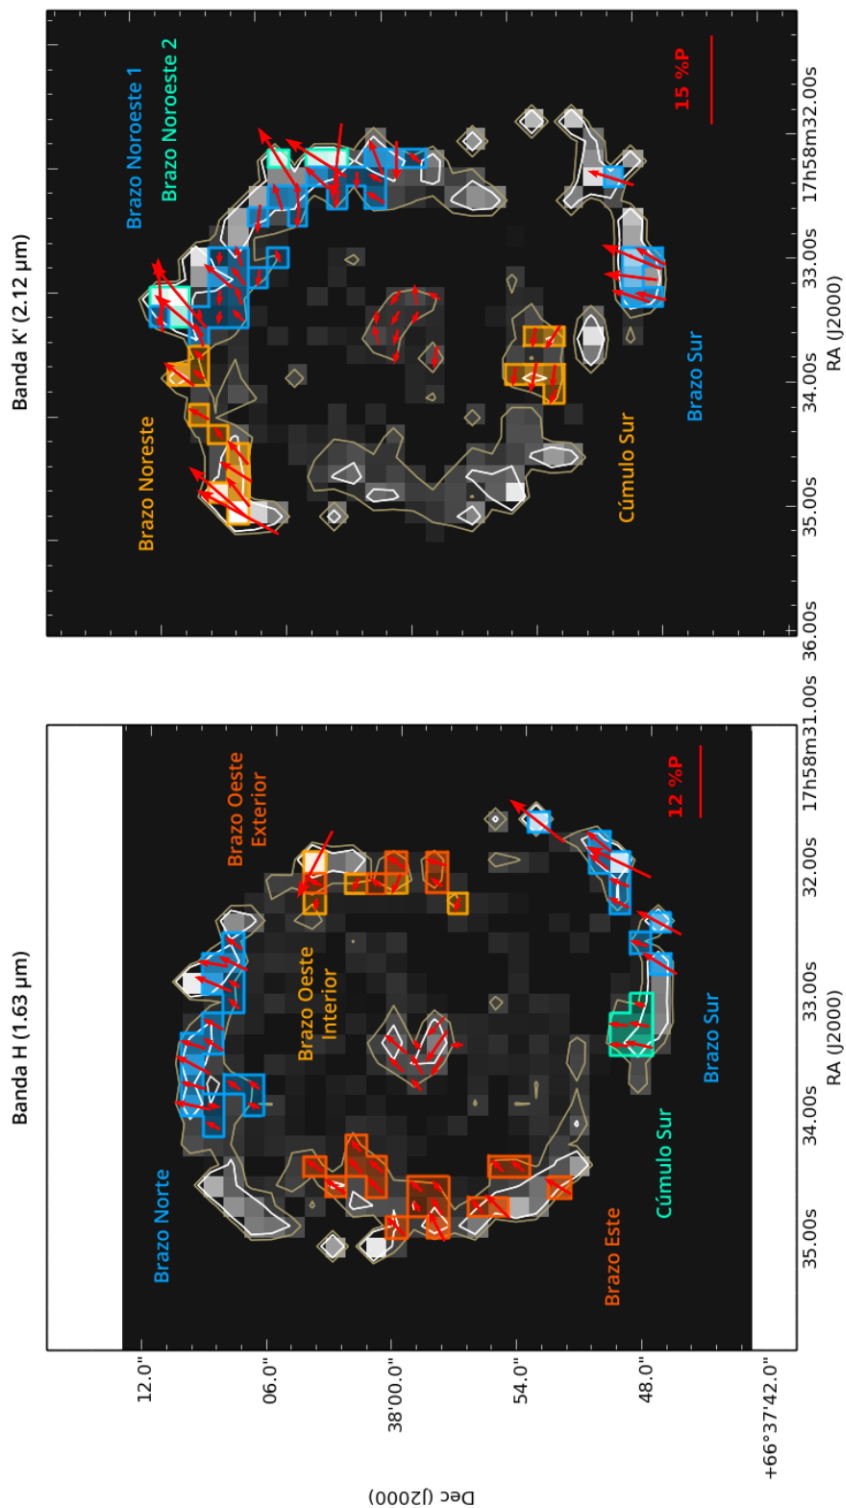 Banda H (1.63 μm)
Brazo Norte
Brazo Oeste
Exterior
Brazo Oeste
Interior
Brazo Este
Cúmulo Sur
Brazo Sur
12 %P
12.0"
06.0"
38'00.0"
54.0"
48.0"
+66°37'42.0"
Dec (J2000)
35.00s
34.00s
33.00s
32.00s
17h58m31.00s
RA (J2000)
Banda K' (2.12 μm)
Brazo Noreste
Brazo Noroeste 1
Brazo Noroeste 2
Cúmulo Sur
Brazo Sur
15 %P
36.00s
35.00s
34.00s
33.00s
17h58m32.00s
RA (J2000)